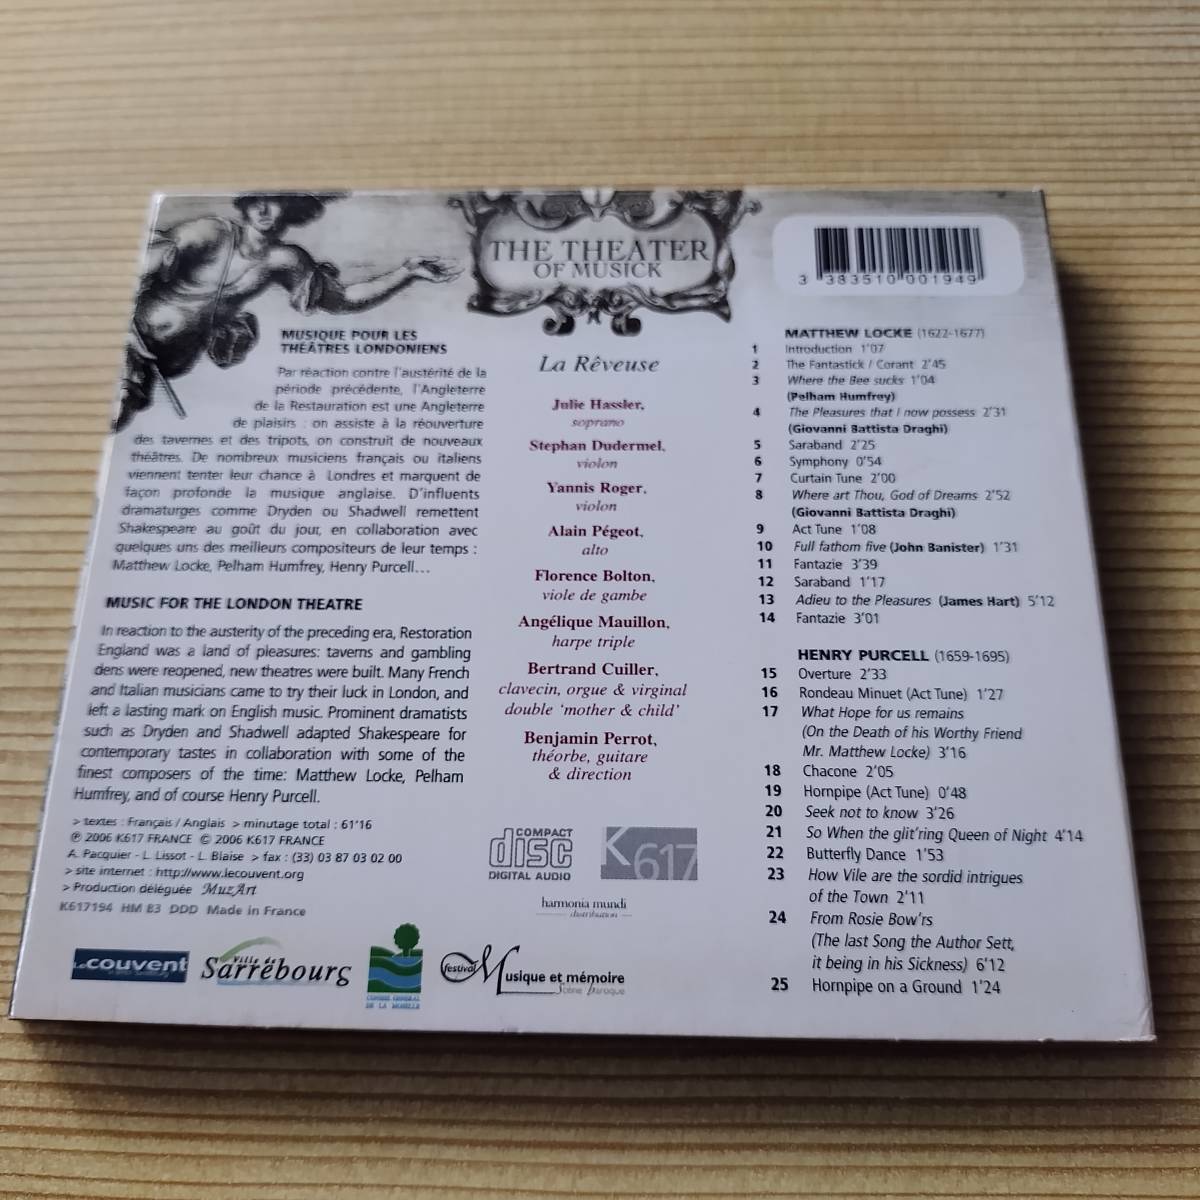 THE THEATER
OF MUSICK
3 383510 001949
MUSIQUE POUR LES
THÉÂTRES LONDONIENS
Par réaction contre l'austérité de la
période précédente, l'Angleterre
de la Restauration est une Angleterre
de plaisirs : on assiste à la réouverture
des tavernes et des tripots, on construit de nouveaux
théâtres. De nombreux musiciens français ou italiens
viennent tenter leur chance à Londres et marquent de
façon profonde la musique anglaise. D'influents
dramaturges comme Dryden ou Shadwell remettent
Shakespeare au goût du jour, en collaboration avec
quelques uns des meilleurs compositeurs de leur temps :
Matthew Locke, Pelham Humfrey, Henry Purcell...
MUSIC FOR THE LONDON THEATRE
In reaction to the austerity of the preceding era, Restoration
England was a land of pleasures: taverns and gambling
dens were reopened, new theatres were built. Many French
and Italian musicians came to try their luck in London, and
left a lasting mark on English music. Prominent dramatists
such as Dryden and Shadwell adapted Shakespeare for
contemporary tastes in collaboration with some of the
finest composers of the time: Matthew Locke, Pelham
Humfrey, and of course Henry Purcell.
> textes : Français / Anglais > minutage total : 61'16
℗ 2006 K617 FRANCE © 2006 K617 FRANCE
A. Pacquier - L. Lissot - L. Blaise > fax : (33) 03 87 03 02 00
> site internet : http://www.lecouvent.org
> Production déléguée MuzArt
K617194 HM 83 DDD Made in France
La Rêveuse
Julie Hassler,
soprano
Stephan Dudermel,
violon
Yannis Roger,
violon
Alain Pégeot,
alto
Florence Bolton,
viole de gambe
Angélique Mauillon,
harpe triple
Bertrand Cuiller,
clavecin, orgue & virginal
double 'mother & child'
Benjamin Perrot,
théorbe, guitare
& direction
COMPACT
disc
DIGITAL AUDIO
K617
harmonia mundi
distribution
MATTHEW LOCKE (1622-1677)
1 Introduction 1'07
2 The Fantastick / Corant 2'45
3 Where the Bee sucks 1'04
(Pelham Humfrey)
4 The Pleasures that I now possess 2'31
(Giovanni Battista Draghi)
5 Saraband 2'25
6 Symphony 0'54
7 Curtain Tune 2'00
8 Where art Thou, God of Dreams 2'52
(Giovanni Battista Draghi)
9 Act Tune 1'08
10 Full fathom five (John Banister) 1'31
11 Fantazie 3'39
12 Saraband 1'17
13 Adieu to the Pleasures (James Hart) 5'12
14 Fantazie 3'01
HENRY PURCELL (1659-1695)
15 Overture 2'33
16 Rondeau Minuet (Act Tune) 1'27
17 What Hope for us remains
(On the Death of his Worthy Friend
Mr. Matthew Locke) 3'16
18 Chacone 2'05
19 Hornpipe (Act Tune) 0'48
20 Seek not to know 3'26
21 So When the glit'ring Queen of Night 4'14
22 Butterfly Dance 1'53
23 How Vile are the sordid intrigues
of the Town 2'11
24 From Rosie Bow'rs
(The last Song the Author Sett,
it being in his Sickness) 6'12
25 Hornpipe on a Ground 1'24
Le couvent
Ville de
Sarrebourg
CONSEIL GENERAL
DE LA MOSELLE
festival Musique et mémoire
Scène baroque